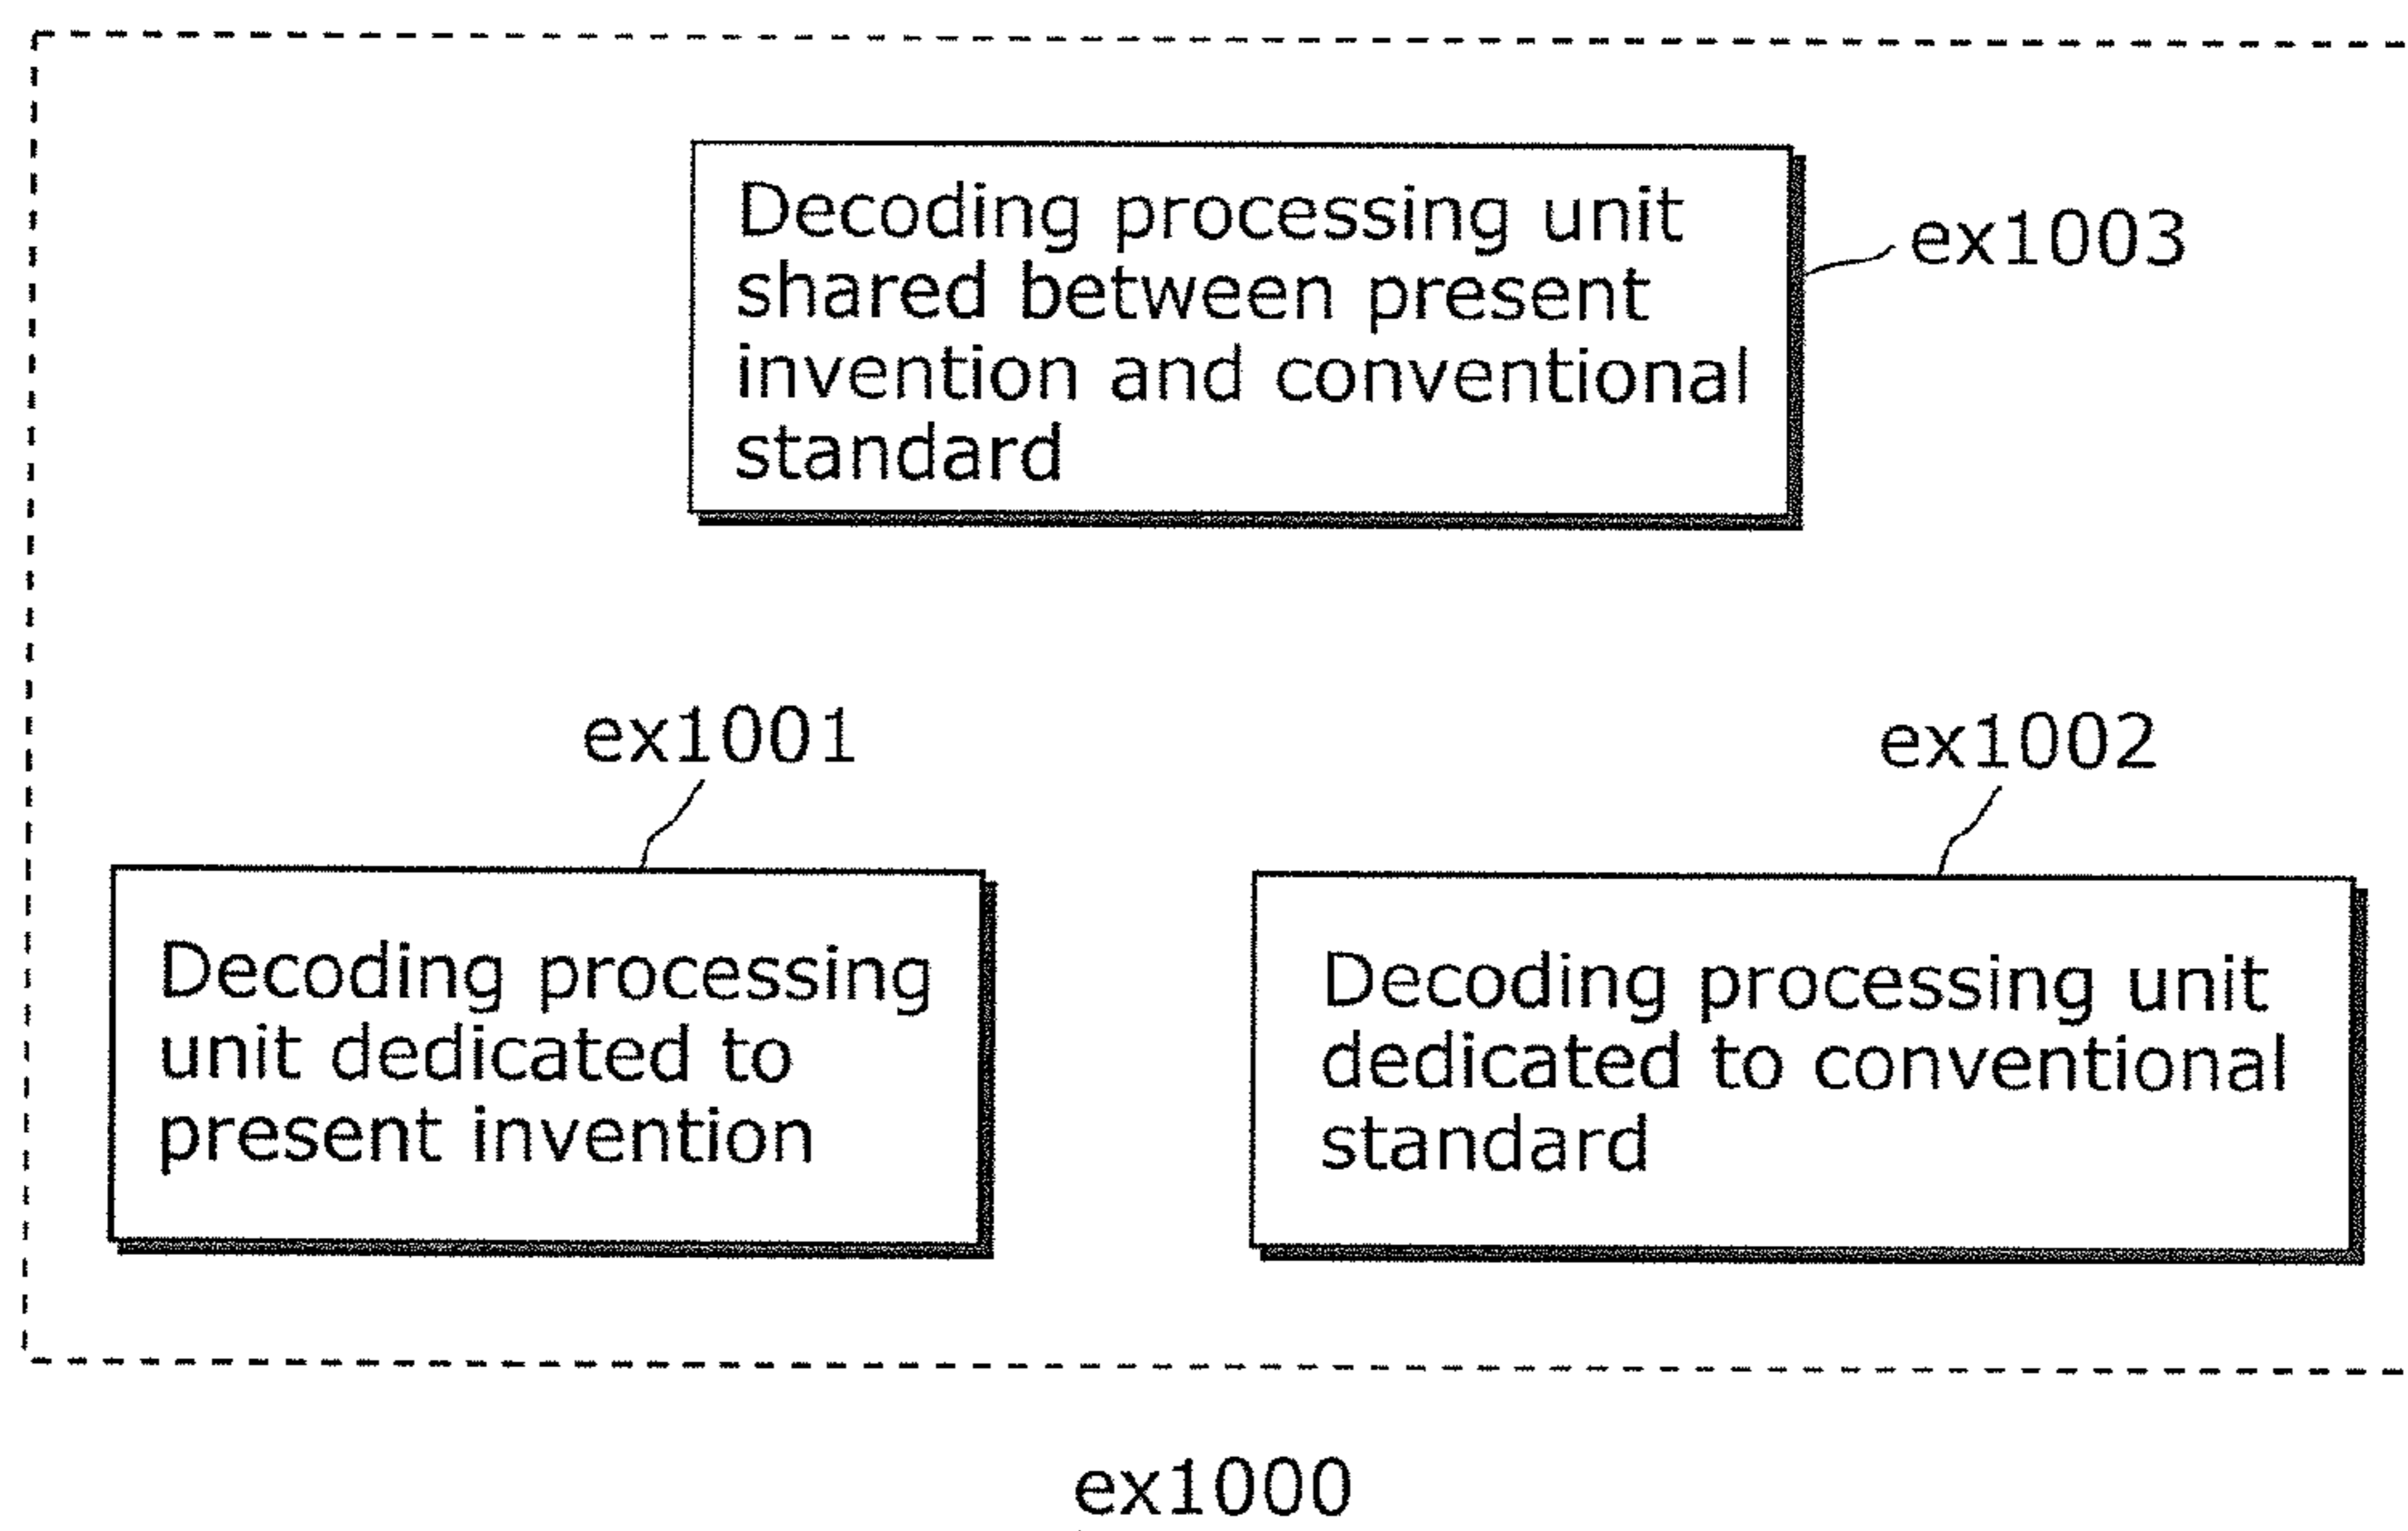 Decoding processing unit
shared between present
invention and conventional
standard
ex1003
ex1001
ex1002
Decoding processing
unit dedicated to
present invention
Decoding processing unit
dedicated to conventional
standard
ex1000